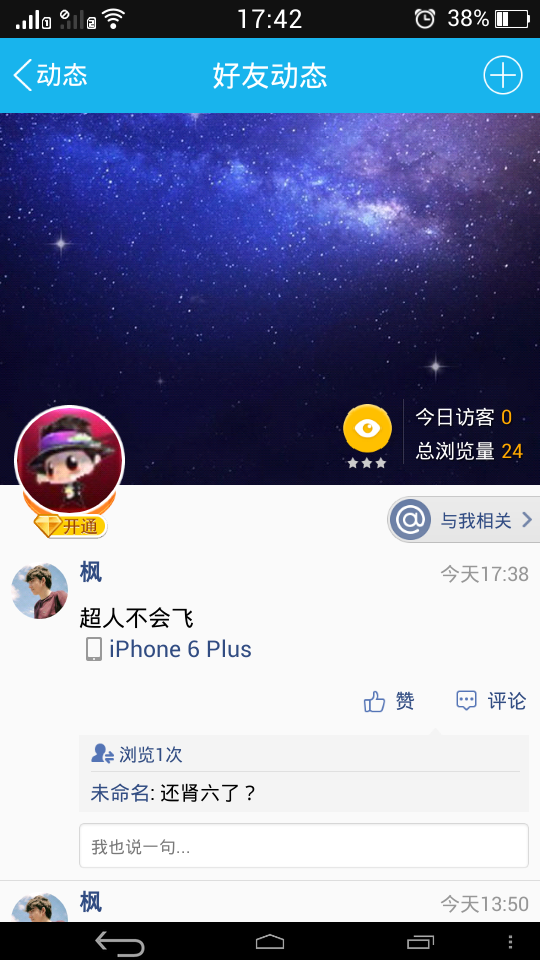 17:42
38%
动态
好友动态
今日访客 0
总浏览量 24
开通
与我相关
枫
今天17:38
超人不会飞
iPhone 6 Plus
赞
评论
浏览1次
未命名: 还肾六了？
我也说一句...
枫
今天13:50